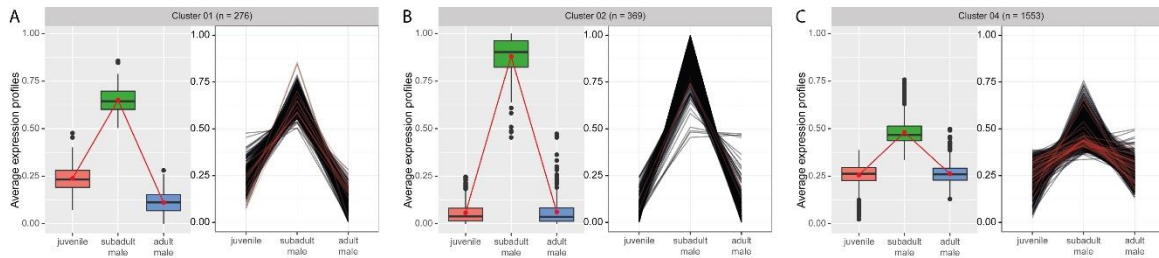 A
Cluster 01 (n = 276)
Average expression profiles
1.00
0.75
0.50
0.25
0.00
juvenile
subadult
male
adult
male
1.00
0.75
0.50
0.25
0.00
juvenile
subadult
male
adult
male
B
Cluster 02 (n = 369)
Average expression profiles
1.00
0.75
0.50
0.25
0.00
juvenile
subadult
male
adult
male
1.00
0.75
0.50
0.25
0.00
juvenile
subadult
male
adult
male
C
Cluster 04 (n = 1553)
Average expression profiles
1.00
0.75
0.50
0.25
0.00
juvenile
subadult
male
adult
male
1.00
0.75
0.50
0.25
0.00
juvenile
subadult
male
adult
male